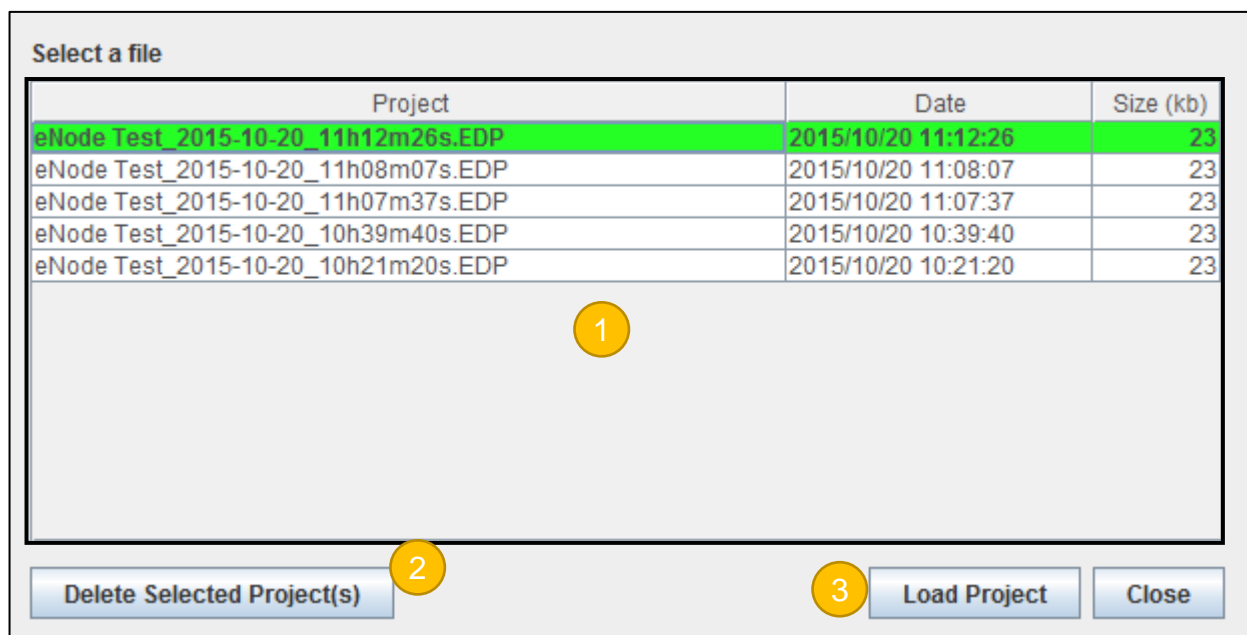 Select a file
Project Date Size (kb)
eNode Test_2015-10-20_11h12m26s.EDP 2015/10/20 11:12:26 23
eNode Test_2015-10-20_11h08m07s.EDP 2015/10/20 11:08:07 23
eNode Test_2015-10-20_11h07m37s.EDP 2015/10/20 11:07:37 23
eNode Test_2015-10-20_10h39m40s.EDP 2015/10/20 10:39:40 23
eNode Test_2015-10-20_10h21m20s.EDP 2015/10/20 10:21:20 23
1
2
Delete Selected Project(s) 3 Load Project Close